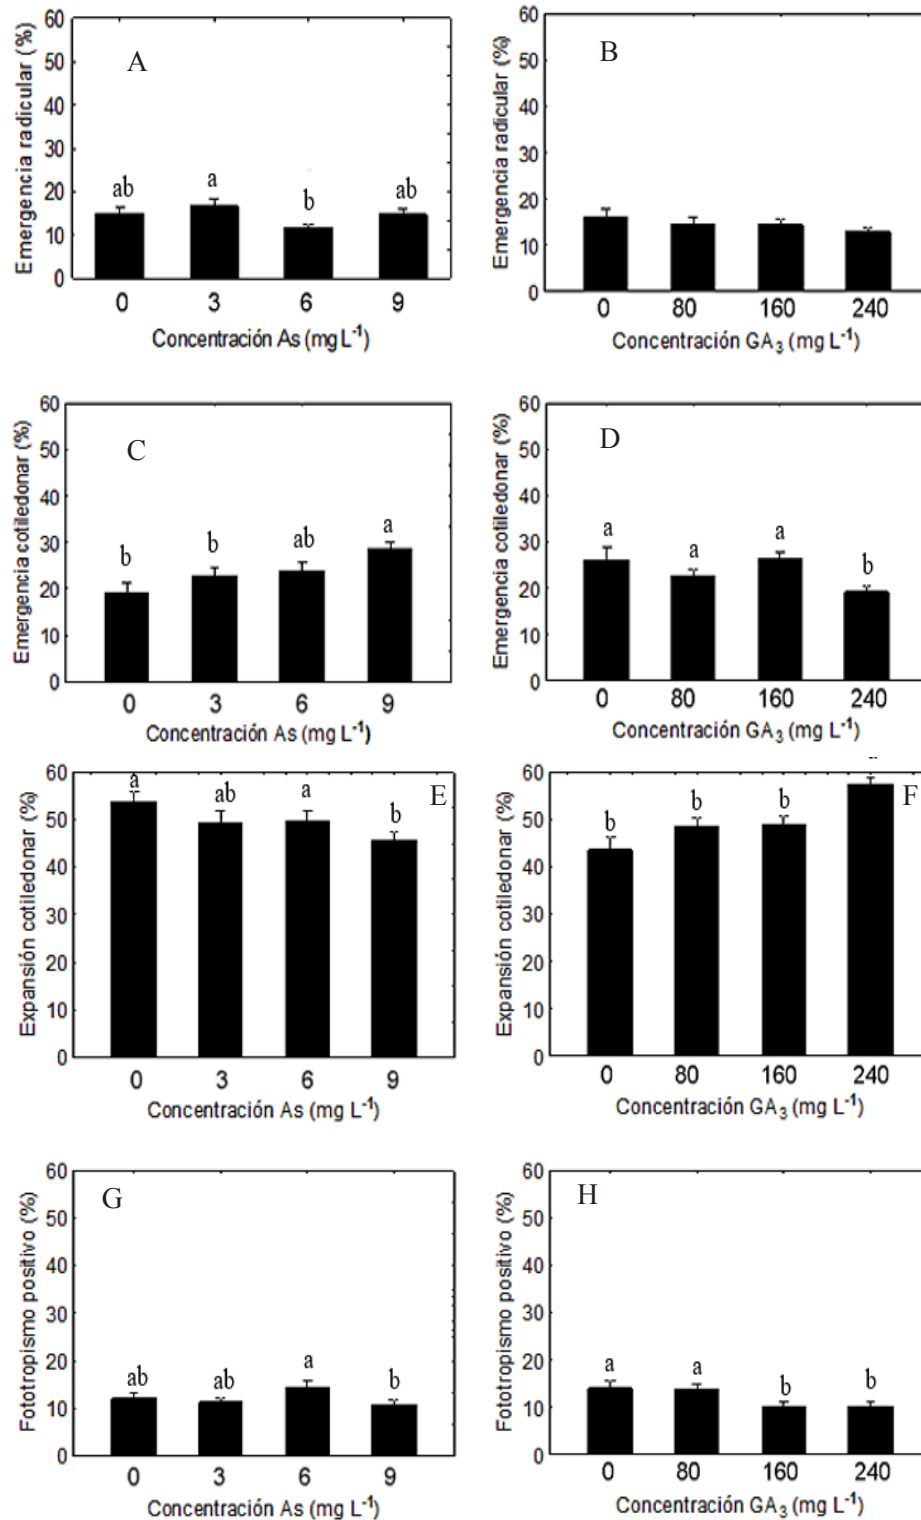 Emergencia radicular (%)
60
50
40
30
20
10
0
A
ab
a
b
ab
0 3 6 9
Concentración As (mg L-1)
Emergencia radicular (%)
60
50
40
30
20
10
0
B
0 80 160 240
Concentración GA3 (mg L-1)
Emergencia cotiledonar (%)
60
50
40
30
20
10
0
C
b
b
ab
a
0 3 6 9
Concentración As (mg L-1)
Emergencia cotiledonar (%)
60
50
40
30
20
10
0
D
a
a
a
b
0 80 160 240
Concentración GA3 (mg L-1)
Expansión cotiledonar (%)
60
50
40
30
20
10
0
E
a
ab
a
b
0 3 6 9
Concentración As (mg L-1)
Expansión cotiledonar (%)
60
50
40
30
20
10
0
F
b
b
b
0 80 160 240
Concentración GA3 (mg L-1)
Fototropismo positivo (%)
60
50
40
30
20
10
0
G
ab
ab
a
b
0 3 6 9
Concentración As (mg L-1)
Fototropismo positivo (%)
60
50
40
30
20
10
0
H
a
a
b
b
0 80 160 240
Concentración GA3 (mg L-1)